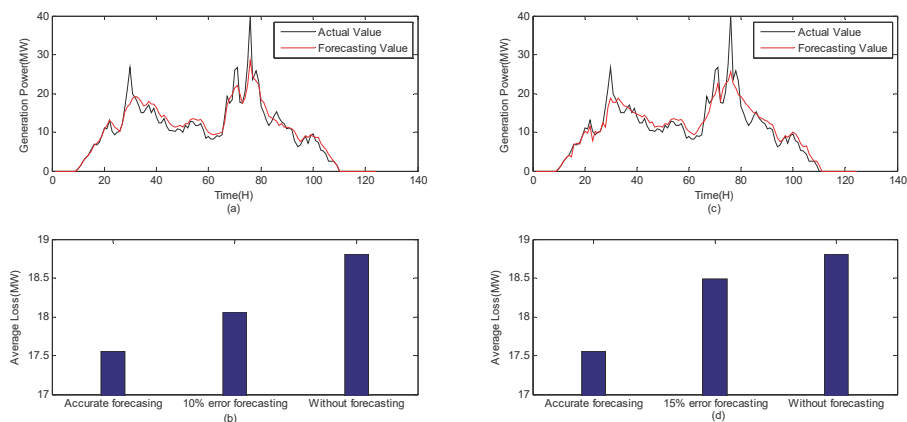 40
30
20
10
0
Generation Power(MW)
Actual Value
Forecasting Value
0 20 40 60 80 100 120 140
Time(H)
(a)
40
30
20
10
0
Generation Power(MW)
Actual Value
Forecasting Value
0 20 40 60 80 100 120 140
Time(H)
(c)
19
18.5
18
17.5
17
Average Loss(MW)
Accurate forecasing 10% error forecasting Without forecasting
(b)
19
18.5
18
17.5
17
Average Loss(MW)
Accurate forecasing 15% error forecasting Without forecasting
(d)